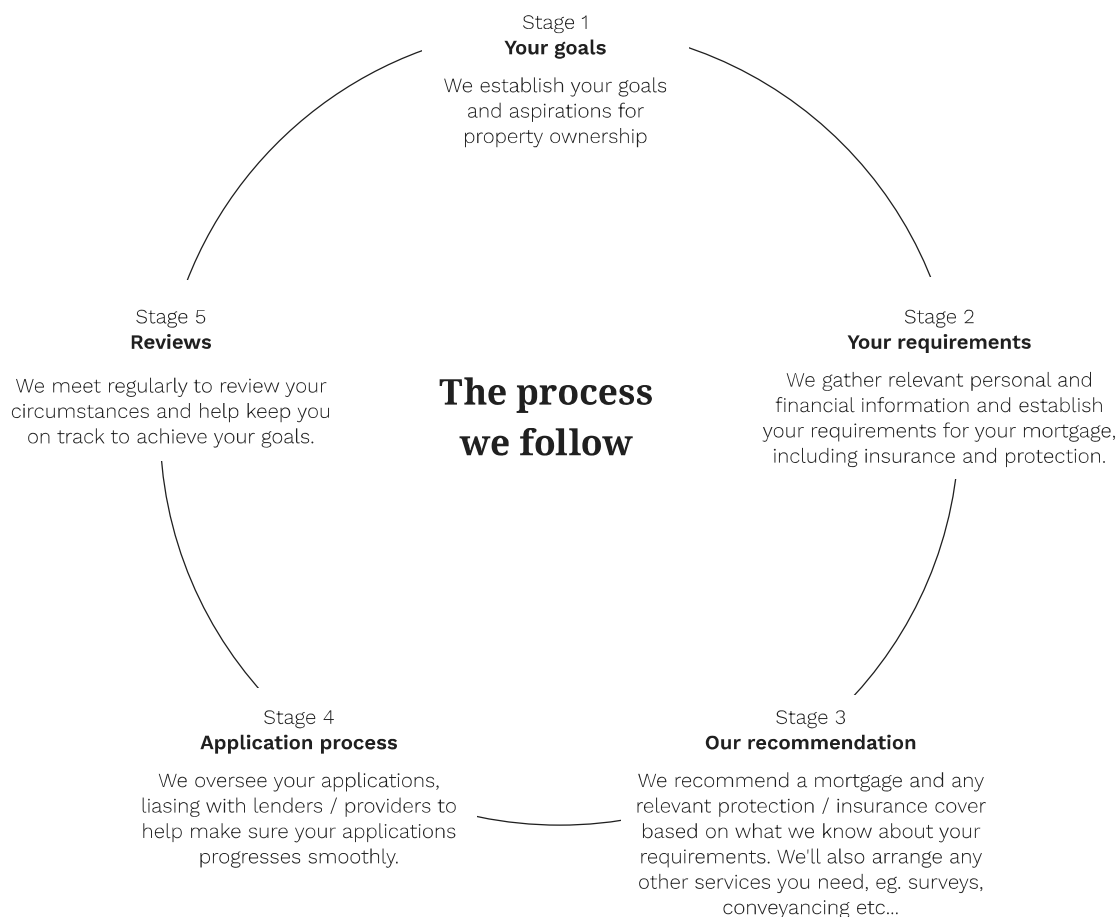 Stage 1
Your goals
We establish your goals
and aspirations for
property ownership
Stage 2
Your requirements
We gather relevant personal and
financial information and establish
your requirements for your mortgage,
including insurance and protection.
Stage 3
Our recommendation
We recommend a mortgage and any
relevant protection / insurance cover
based on what we know about your
requirements. We'll also arrange any
other services you need, eg. surveys,
conveyancing etc...
Stage 4
Application process
We oversee your applications,
liasing with lenders / providers to
help make sure your applications
progresses smoothly.
Stage 5
Reviews
We meet regularly to review your
circumstances and help keep you
on track to achieve your goals.
The process
we follow